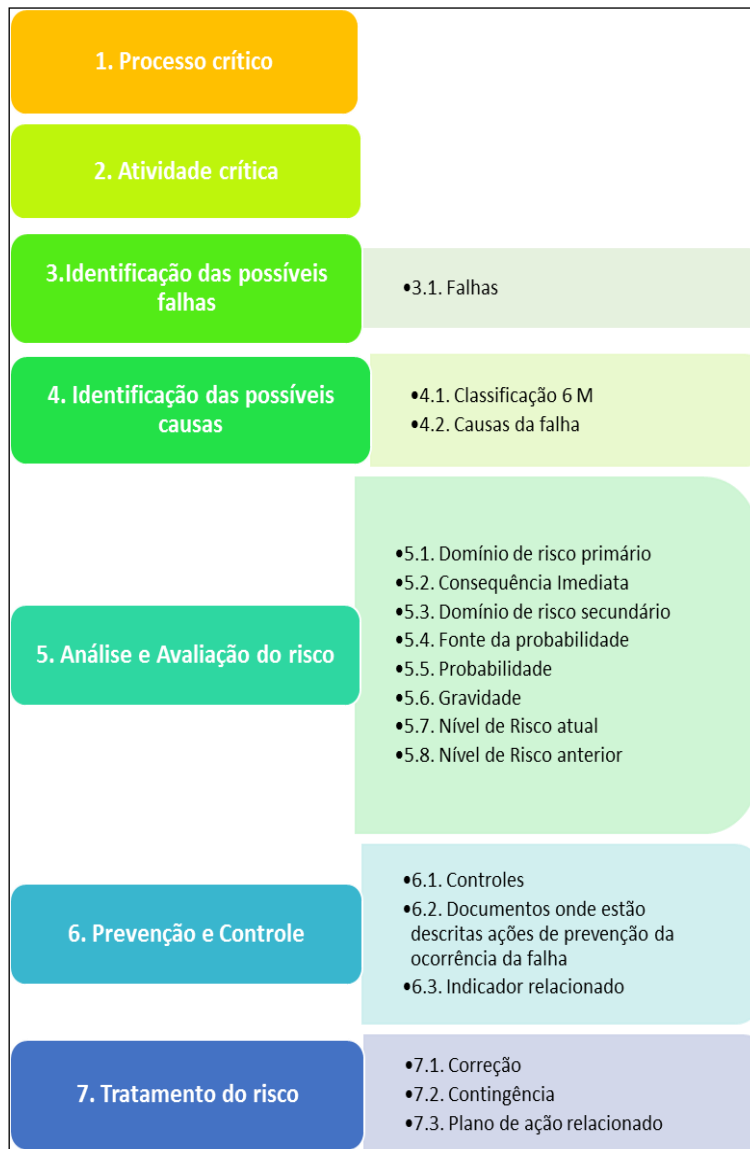 1. Processo crítico
2. Atividade crítica
3.Identificação das possíveis
falhas
•3.1. Falhas
4. Identificação das possíveis
causas
•4.1. Classificação 6 M
•4.2. Causas da falha
5. Análise e Avaliação do risco
•5.1. Domínio de risco primário
•5.2. Consequência Imediata
•5.3. Domínio de risco secundário
•5.4. Fonte da probabilidade
•5.5. Probabilidade
•5.6. Gravidade
•5.7. Nível de Risco atual
•5.8. Nível de Risco anterior
6. Prevenção e Controle
•6.1. Controles
•6.2. Documentos onde estão
descritas ações de prevenção da
ocorrência da falha
•6.3. Indicador relacionado
7. Tratamento do risco
•7.1. Correção
•7.2. Contingência
•7.3. Plano de ação relacionado